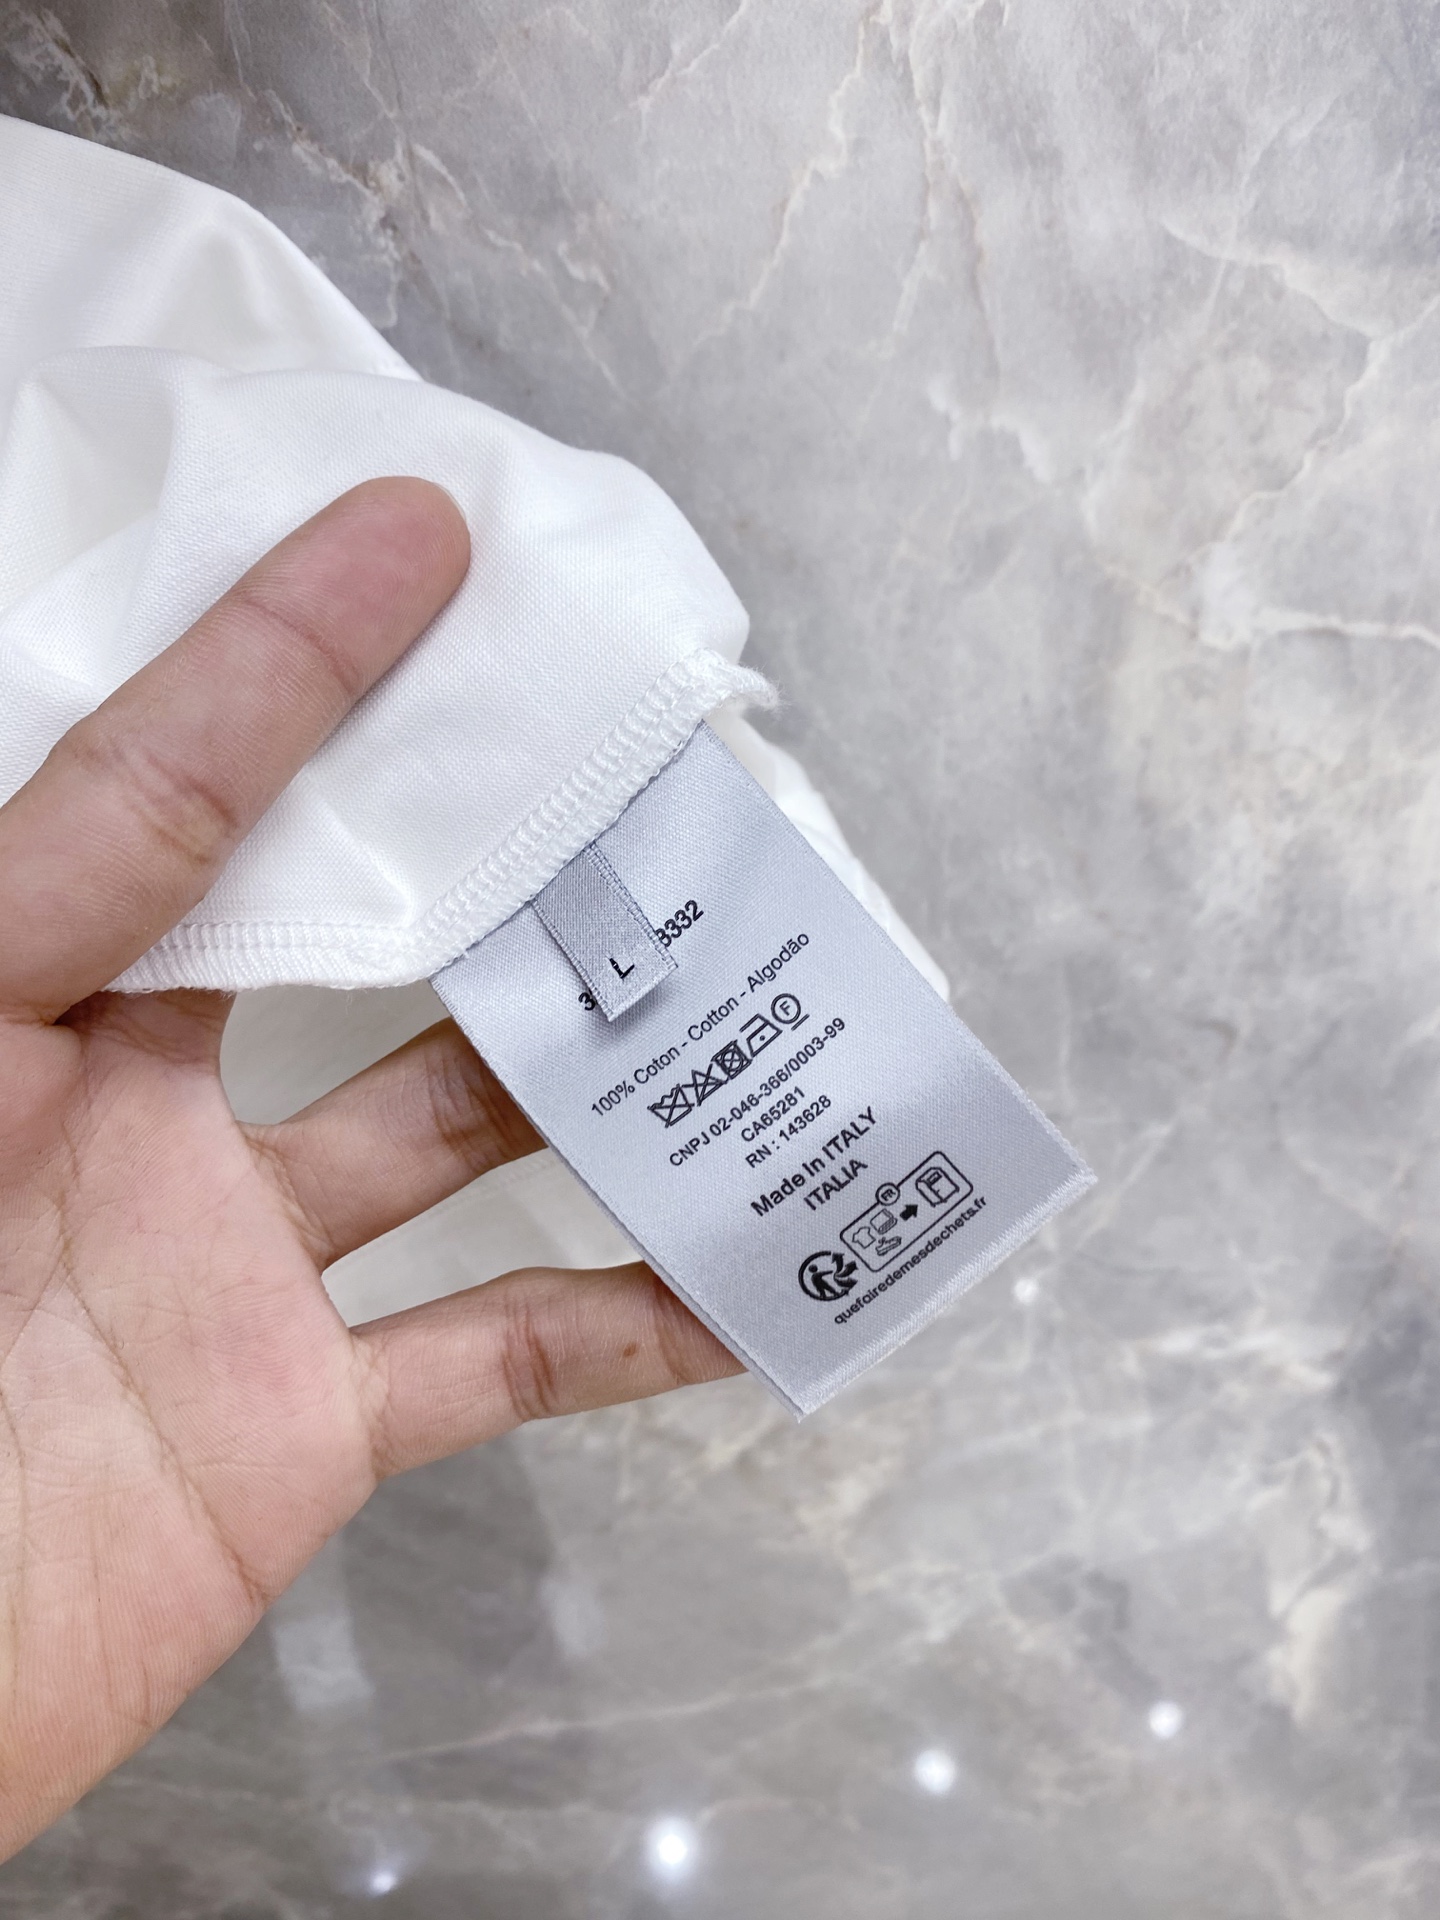 L
100% Coton - Cotton - Algodão
F
CNPJ 02-046-366/0003-99
CA65281
RN : 143628
Made In ITALY
ITALIA
FR
quefairedemesdechets.fr